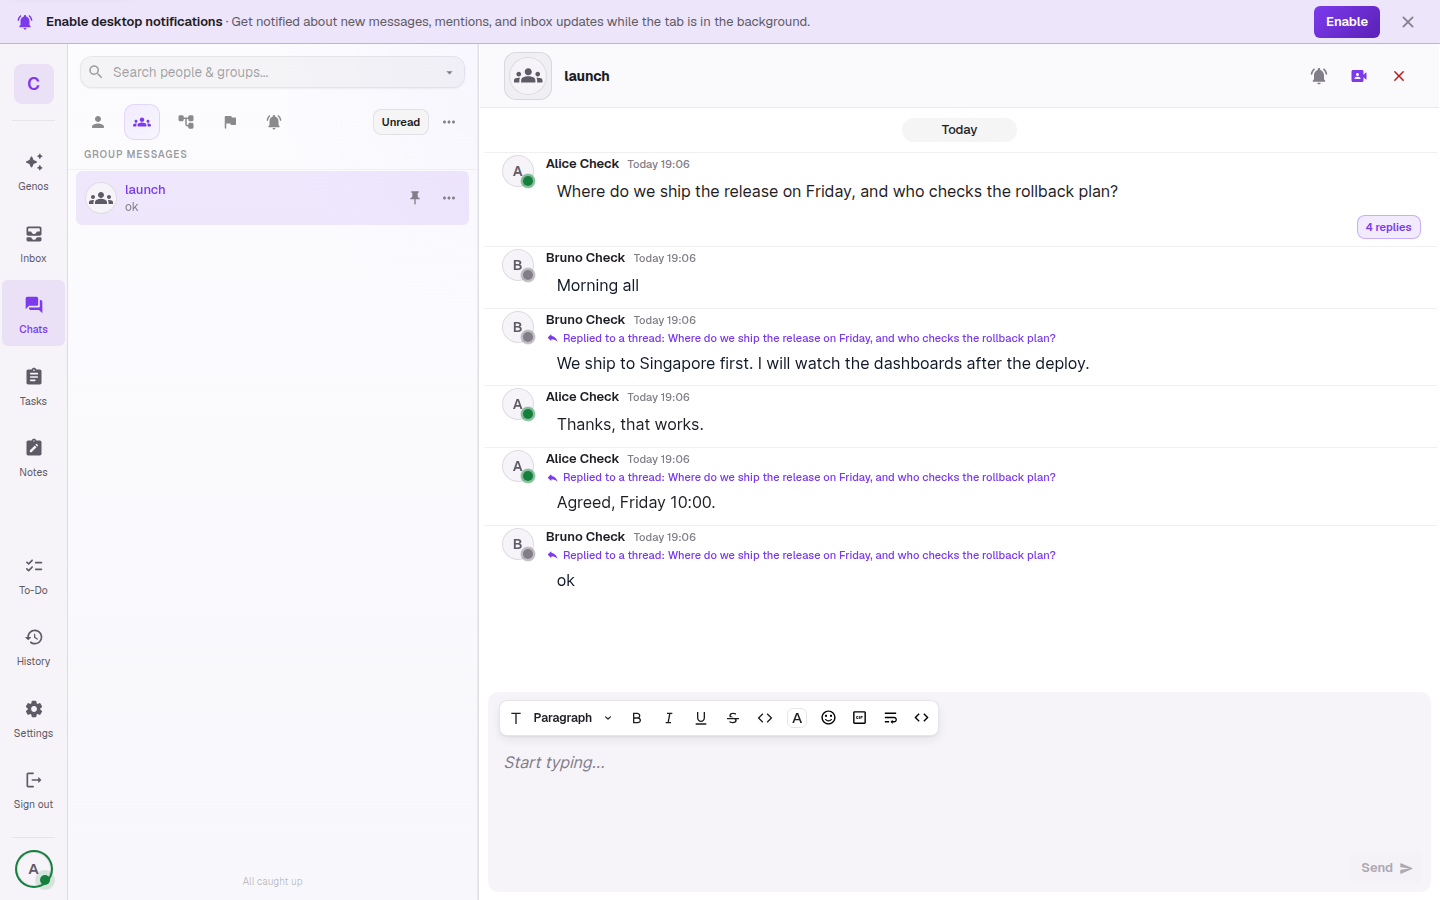 Enable desktop notifications · Get notified about new messages, mentions, and inbox updates while the tab is in the background.
Enable
C
Genos
Inbox
Chats
Tasks
Notes
To-Do
History
Settings
Sign out
A
Search people & groups...
Unread
GROUP MESSAGES
launch
ok
All caught up
launch
Today
A
Alice Check Today 19:06
Where do we ship the release on Friday, and who checks the rollback plan?
4 replies
B
Bruno Check Today 19:06
Morning all
B
Bruno Check Today 19:06
Replied to a thread: Where do we ship the release on Friday, and who checks the rollback plan?
We ship to Singapore first. I will watch the dashboards after the deploy.
A
Alice Check Today 19:06
Thanks, that works.
A
Alice Check Today 19:06
Replied to a thread: Where do we ship the release on Friday, and who checks the rollback plan?
Agreed, Friday 10:00.
B
Bruno Check Today 19:06
Replied to a thread: Where do we ship the release on Friday, and who checks the rollback plan?
ok
T Paragraph B I U S A GIF
Start typing...
Send